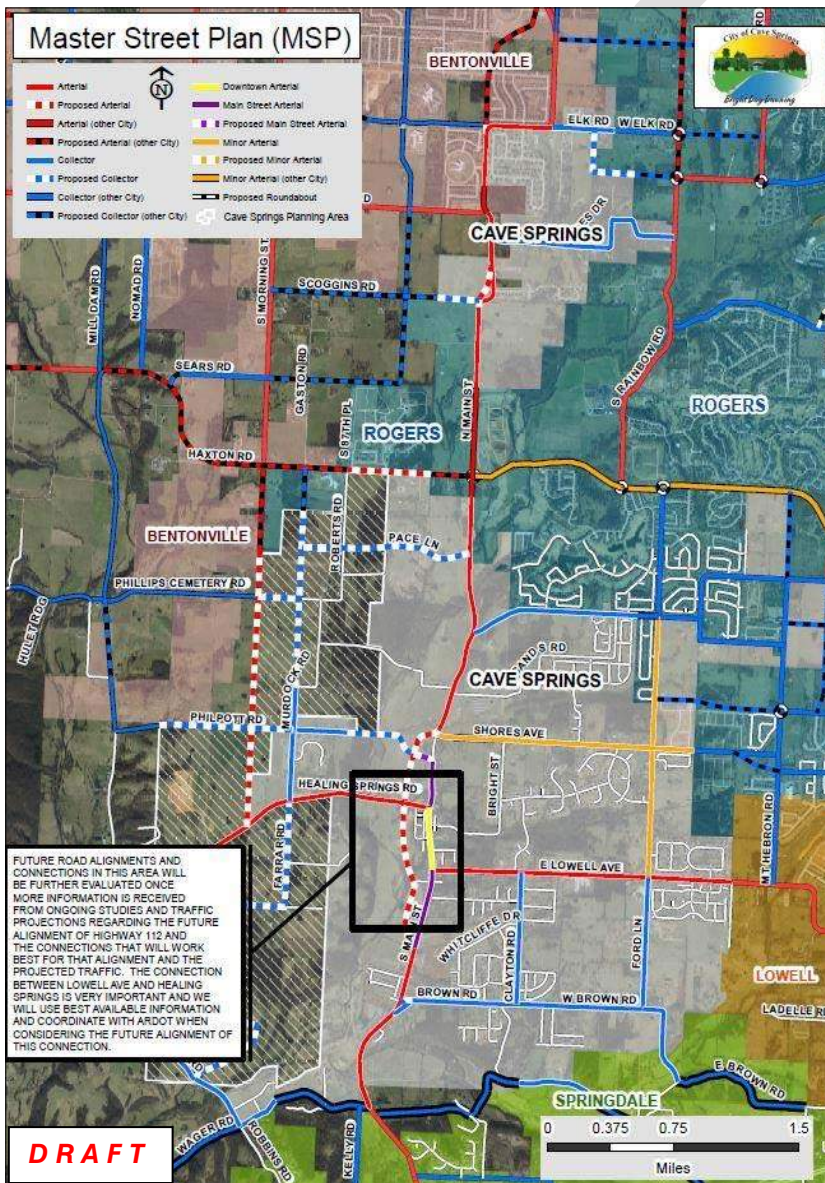 Master Street Plan (MSP)
Arterial
Proposed Arterial
Arterial (other City)
Proposed Arterial (other City)
Collector
Proposed Collector
Collector (other City)
Proposed Collector (other City)
N
Downtown Arterial
Main Street Arterial
Proposed Main Street Arterial
Minor Arterial
Proposed Minor Arterial
Minor Arterial (other City)
Proposed Roundabout
Cave Springs Planning Area
City of Cave Springs
Bright Day Dawning
BENTONVILLE
ELK RD
W ELK RD
D
ES DR
CAVE SPRINGS
MILL DAM RD
NOMAD RD
S MORNING ST
SCOGGINS RD
SEARS RD
GASTON RD
S 87TH PL
N MAIN ST
S RAINBOW RD
ROGERS
ROGERS
HAXTON RD
BENTONVILLE
ROBERTS RD
PACE LN
PHILLIPS CEMETERY RD
HULET RD
G
MURDOCK RD
ANDS RD
CAVE SPRINGS
PHILPOTT RD
SHORES AVE
BRIGHT ST
HEALING SPRINGS RD
MT HEBRON RD
FARRAR RD
E LOWELL AVE
FUTURE ROAD ALIGNMENTS AND
CONNECTIONS IN THIS AREA WILL
BE FURTHER EVALUATED ONCE
MORE INFORMATION IS RECEIVED
FROM ONGOING STUDIES AND TRAFFIC
PROJECTIONS REGARDING THE FUTURE
ALIGNMENT OF HIGHWAY 112 AND
THE CONNECTIONS THAT WILL WORK
BEST FOR THAT ALIGNMENT AND THE
PROJECTED TRAFFIC. THE CONNECTION
BETWEEN LOWELL AVE AND HEALING
SPRINGS IS VERY IMPORTANT AND WE
WILL USE BEST AVAILABLE INFORMATION
AND COORDINATE WITH ARDOT WHEN
CONSIDERING THE FUTURE ALIGNMENT OF
THIS CONNECTION.
S MAIN ST
WHITCLIFFE DR
CLAYTON RD
FORD LN
LOWELL
BROWN RD
W BROWN RD
LADELLE RD
RD
E BROWN RD
SPRINGDALE
WAGER RD
ROBBINS RD
KELLY RD
DRAFT
0 0.375 0.75 1.5
Miles